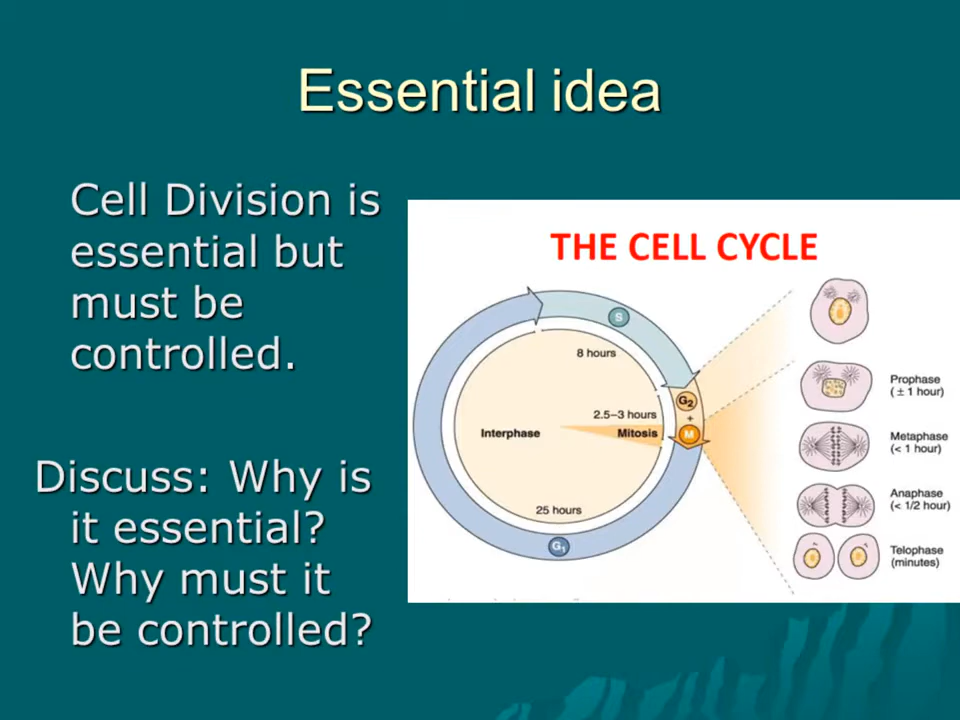 Essential idea
Cell Division is
essential but
must be
controlled.
Discuss: Why is
it essential?
Why must it
be controlled?
THE CELL CYCLE
S
8 hours
G2
+
2.5–3 hours
Interphase
Mitosis
M
25 hours
G1
Prophase
(± 1 hour)
Metaphase
(< 1 hour)
Anaphase
(< 1/2 hour)
Telophase
(minutes)